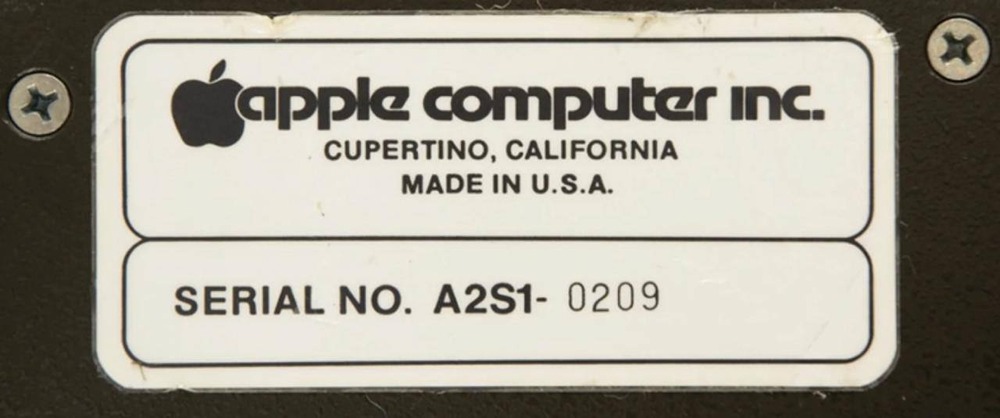 apple computer inc.
CUPERTINO, CALIFORNIA
MADE IN U.S.A.
SERIAL NO. A2S1- 0209